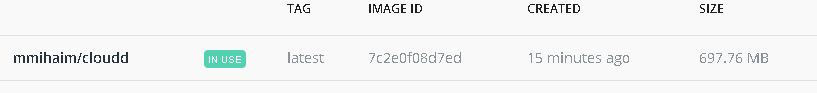 TAG IMAGE ID CREATED SIZE
mmihaim/cloudd IN USE latest 7c2e0f08d7ed 15 minutes ago 697.76 MB